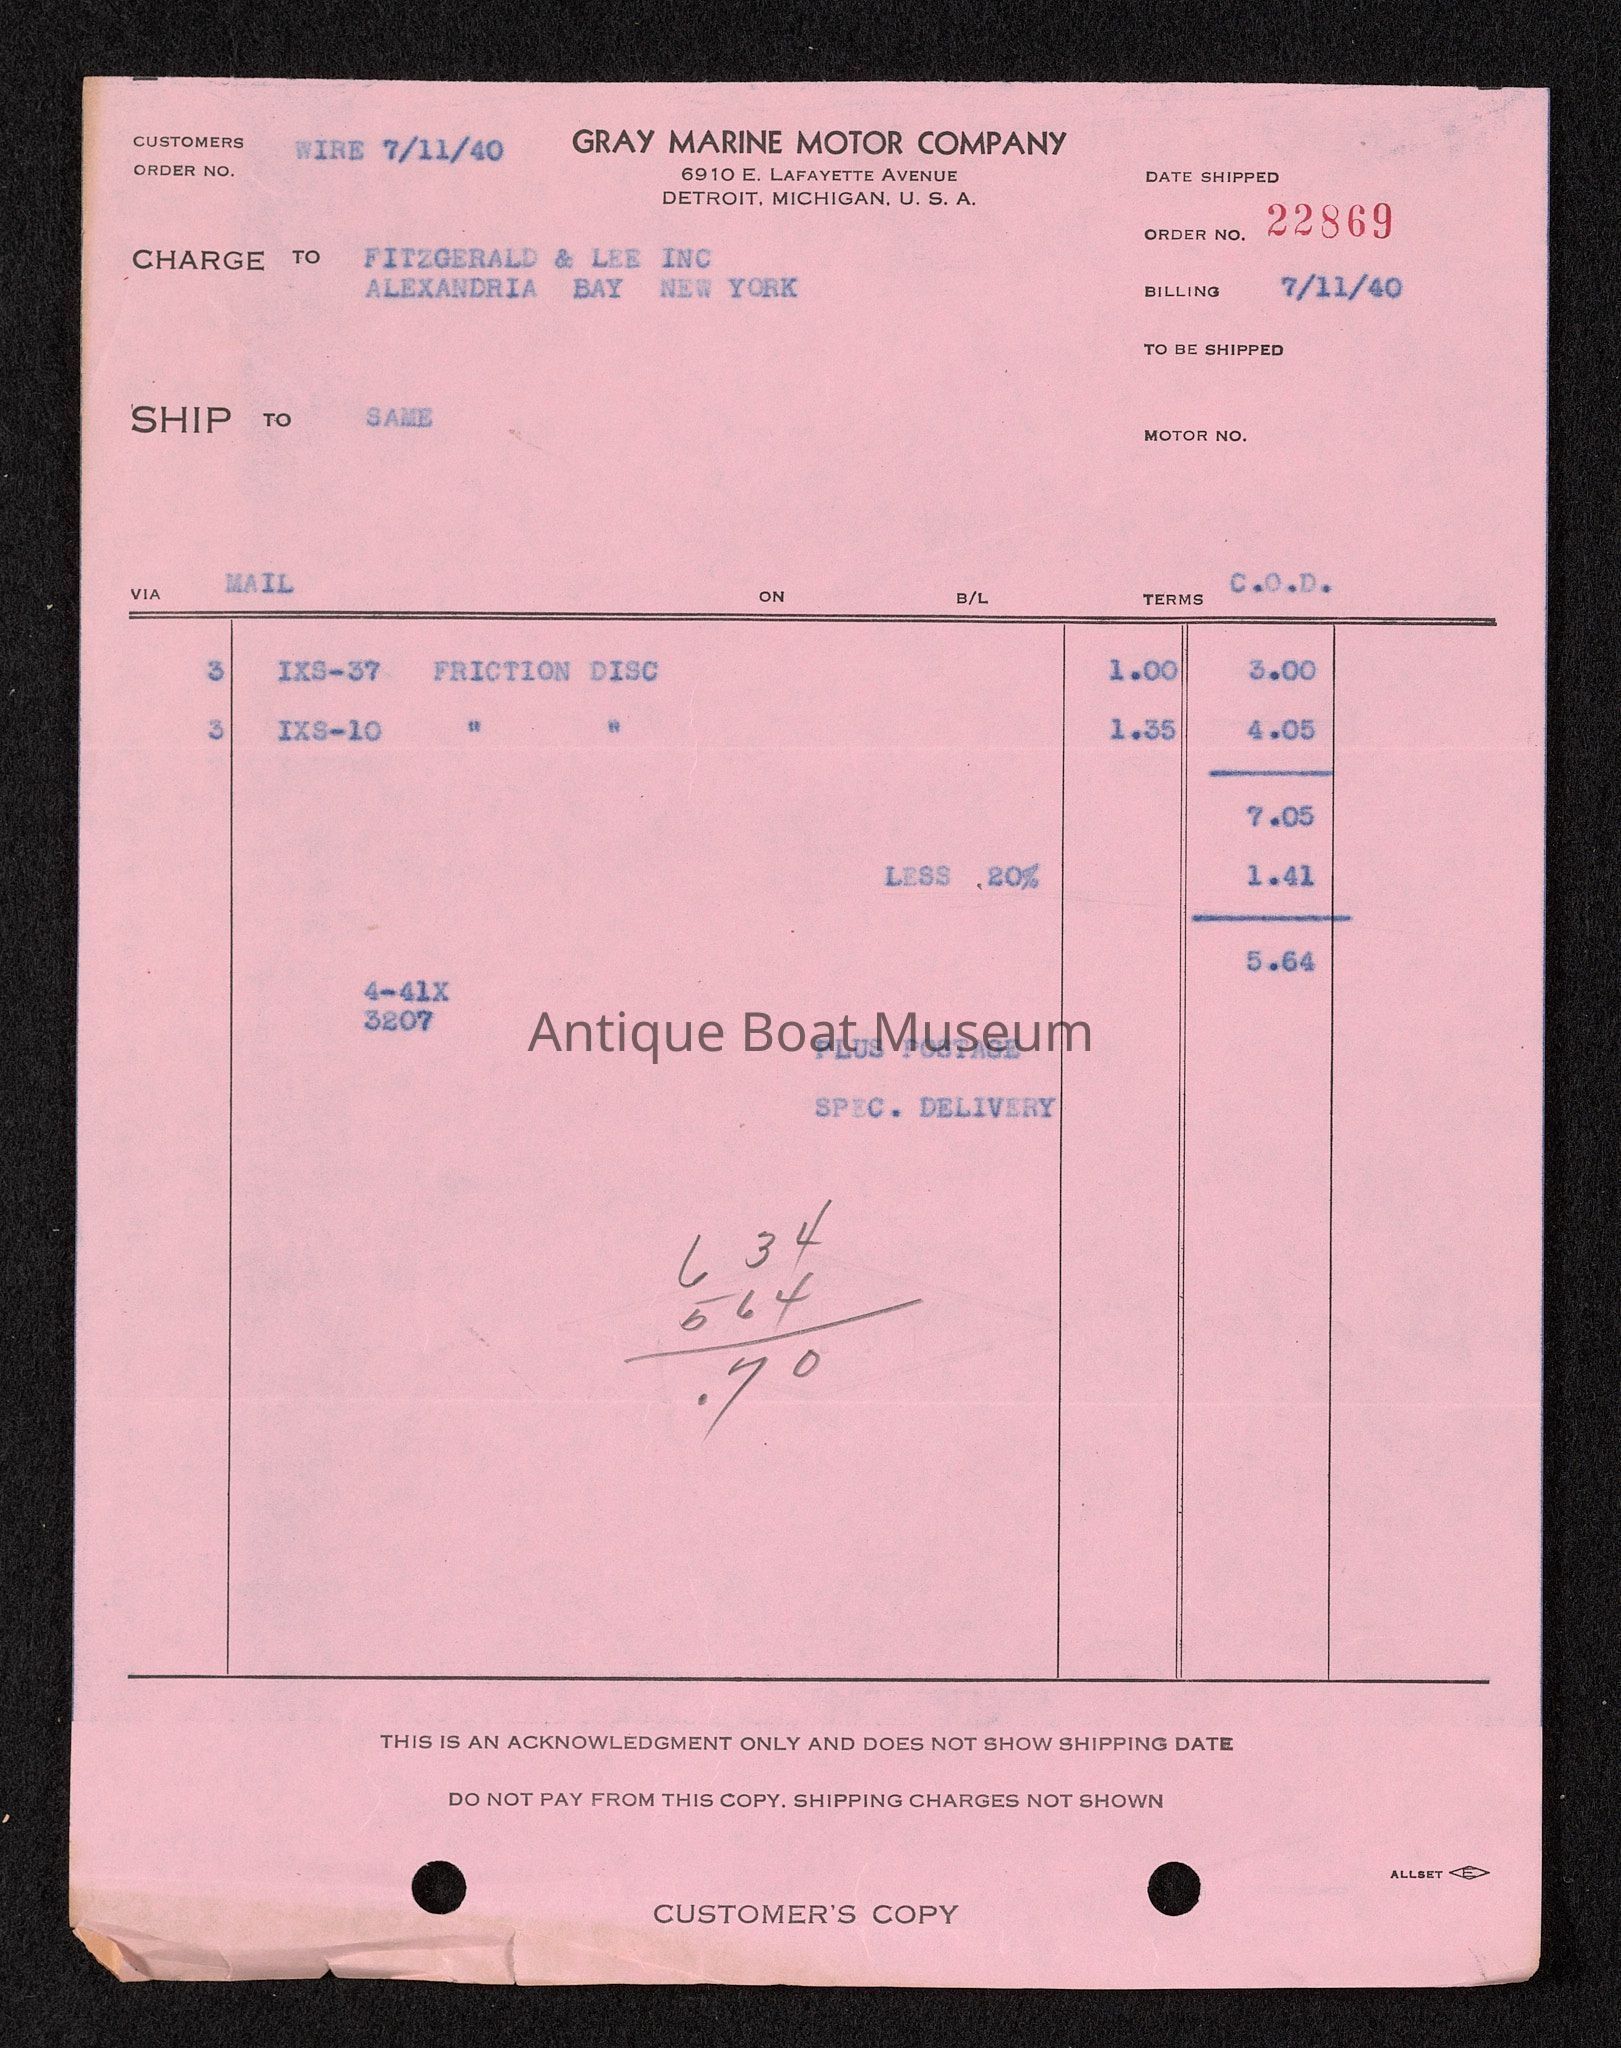 CUSTOMERS ORDER NO. WIRE 7/11/40
GRAY MARINE MOTOR COMPANY
6910 E. LAFAYETTE AVENUE
DETROIT, MICHIGAN, U. S. A.
DATE SHIPPED
ORDER NO. 22869
CHARGE TO FITZGERALD & LEE INC
ALEXANDRIA BAY NEW YORK
BILLING 7/11/40
TO BE SHIPPED
SHIP TO SAME
MOTOR NO.
VIA MAIL ON B/L TERMS C.O.D.
3 IXS-37 FRICTION DISC 1.00 3.00
3 IXS-10 " " 1.35 4.05
7.05
LESS 20% 1.41
5.64
4-41X
3207
Antique Boat Museum
PLUS POSTAGE
SPEC. DELIVERY
6 34
5 64
.70
THIS IS AN ACKNOWLEDGMENT ONLY AND DOES NOT SHOW SHIPPING DATE
DO NOT PAY FROM THIS COPY. SHIPPING CHARGES NOT SHOWN
ALLSET E
CUSTOMER'S COPY